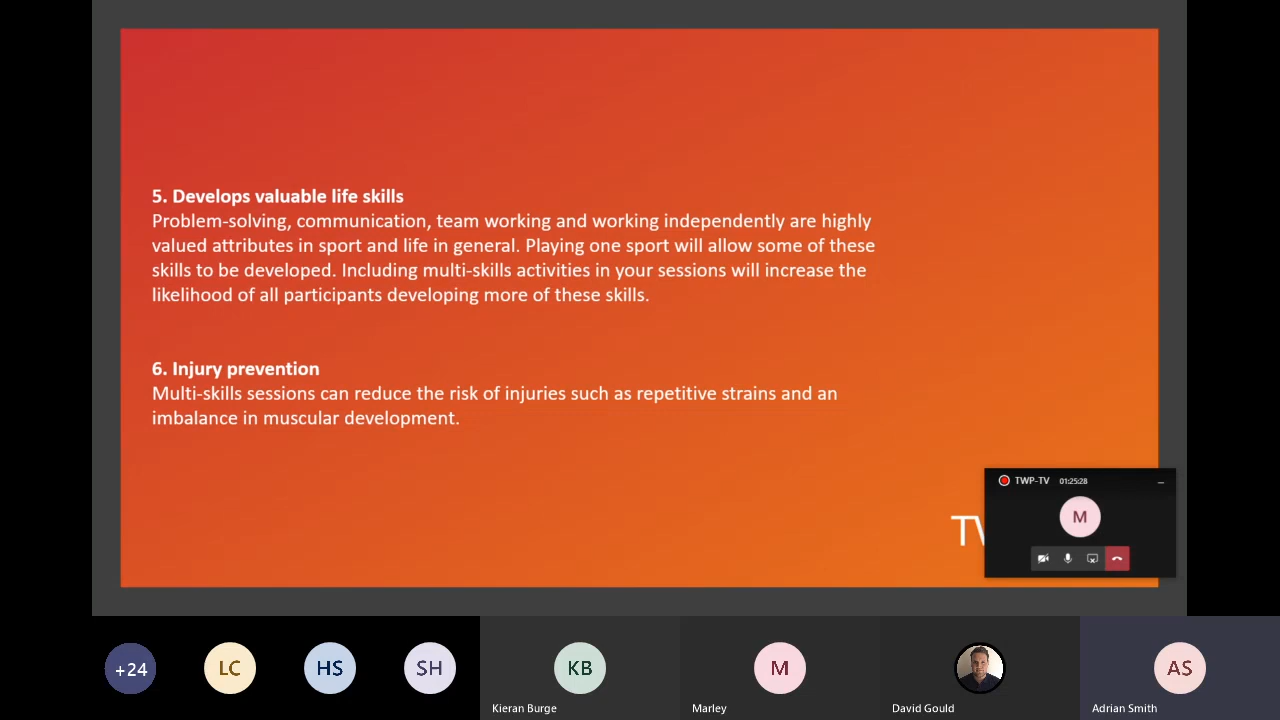 5. Develops valuable life skills
Problem-solving, communication, team working and working independently are highly
valued attributes in sport and life in general. Playing one sport will allow some of these
skills to be developed. Including multi-skills activities in your sessions will increase the
likelihood of all participants developing more of these skills.
6. Injury prevention
Multi-skills sessions can reduce the risk of injuries such as repetitive strains and an
imbalance in muscular development.
TWP-TV 01:25:28
M
+24
LC
HS
SH
KB
M
AS
Kieran Burge
Marley
David Gould
Adrian Smith